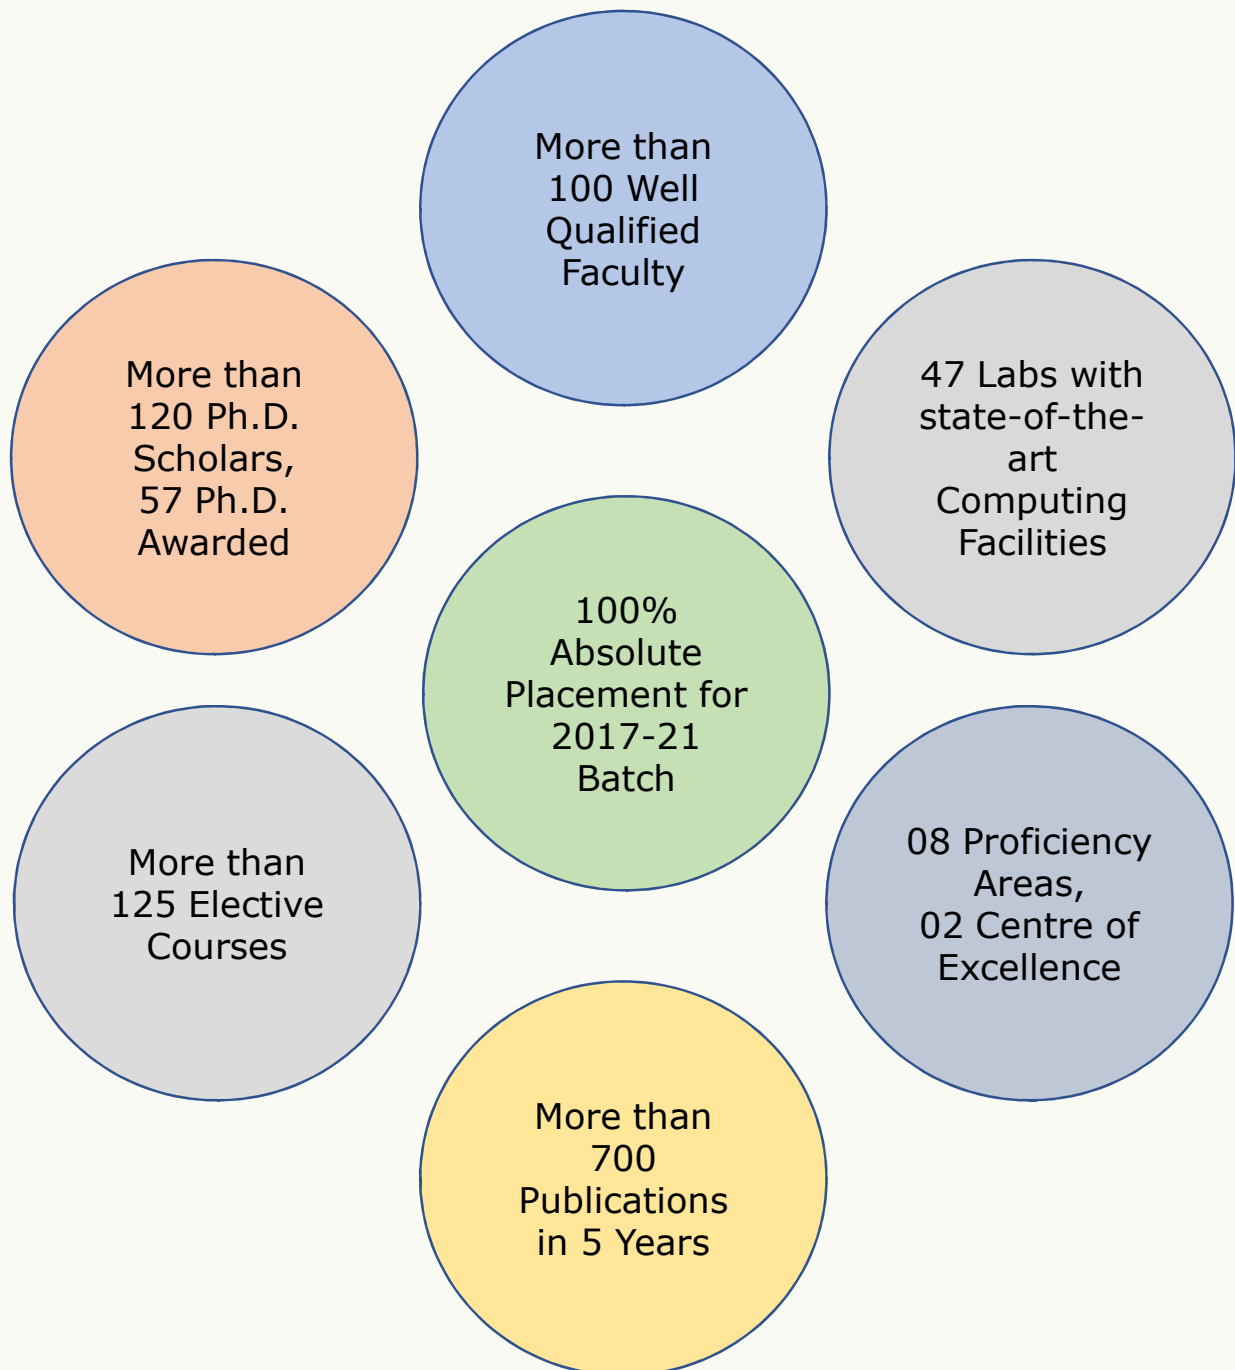 More than
100 Well
Qualified
Faculty
More than
120 Ph.D.
Scholars,
57 Ph.D.
Awarded
47 Labs with
state-of-the-
art
Computing
Facilities
100%
Absolute
Placement for
2017-21
Batch
More than
125 Elective
Courses
08 Proficiency
Areas,
02 Centre of
Excellence
More than
700
Publications
in 5 Years